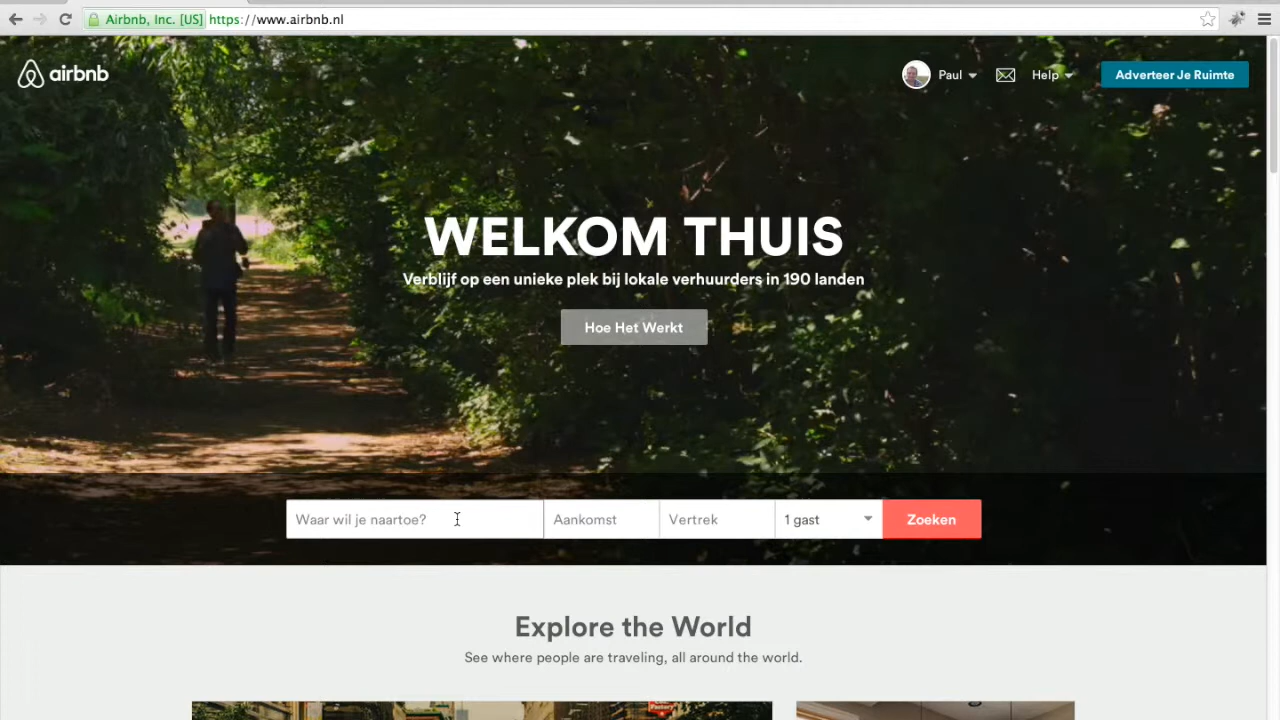 Airbnb, Inc. [US] https://www.airbnb.nl
airbnb
Paul
Help
Adverteer Je Ruimte
WELKOM THUIS
Verblijf op een unieke plek bij lokale verhuurders in 190 landen
Hoe Het Werkt
Waar wil je naartoe?
Aankomst
Vertrek
1 gast
Zoeken
Explore the World
See where people are traveling, all around the world.